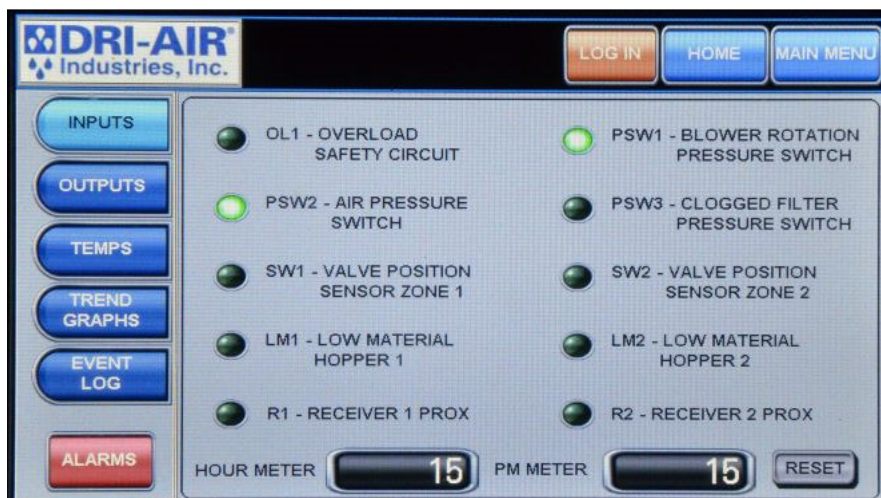 DRI-AIR®
Industries, Inc.
LOG IN
HOME
MAIN MENU
INPUTS
OUTPUTS
TEMPS
TREND
GRAPHS
EVENT
LOG
ALARMS
OL1 - OVERLOAD
SAFETY CIRCUIT
PSW1 - BLOWER ROTATION
PRESSURE SWITCH
PSW2 - AIR PRESSURE
SWITCH
PSW3 - CLOGGED FILTER
PRESSURE SWITCH
SW1 - VALVE POSITION
SENSOR ZONE 1
SW2 - VALVE POSITION
SENSOR ZONE 2
LM1 - LOW MATERIAL
HOPPER 1
LM2 - LOW MATERIAL
HOPPER 2
R1 - RECEIVER 1 PROX
R2 - RECEIVER 2 PROX
HOUR METER 15
PM METER 15
RESET